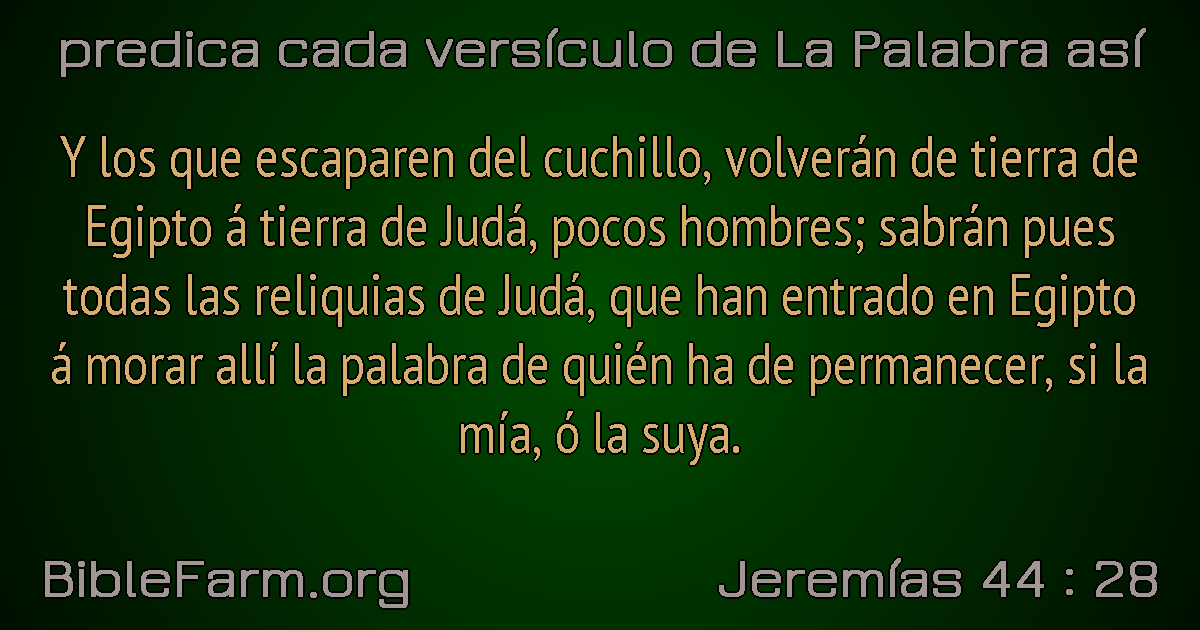 predica cada versículo de La Palabra así
Y los que escaparen del cuchillo, volverán de tierra de
Egipto á tierra de Judá, pocos hombres; sabrán pues
todas las reliquias de Judá, que han entrado en Egipto
á morar allí la palabra de quién ha de permanecer, si la
mía, ó la suya.
BibleFarm.org
Jeremías 44 : 28